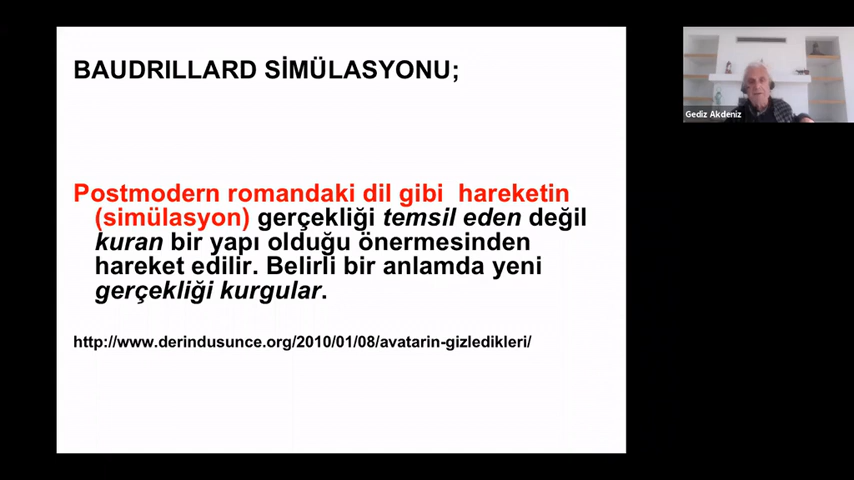 BAUDRILLARD SİMÜLASYONU;
Postmodern romandaki dil gibi hareketin
(simülasyon) gerçekliği temsil eden değil
kuran bir yapı olduğu önermesinden
hareket edilir. Belirli bir anlamda yeni
gerçekliği kurgular.
http://www.derindusunce.org/2010/01/08/avatarin-gizledikleri/
Gediz Akdeniz